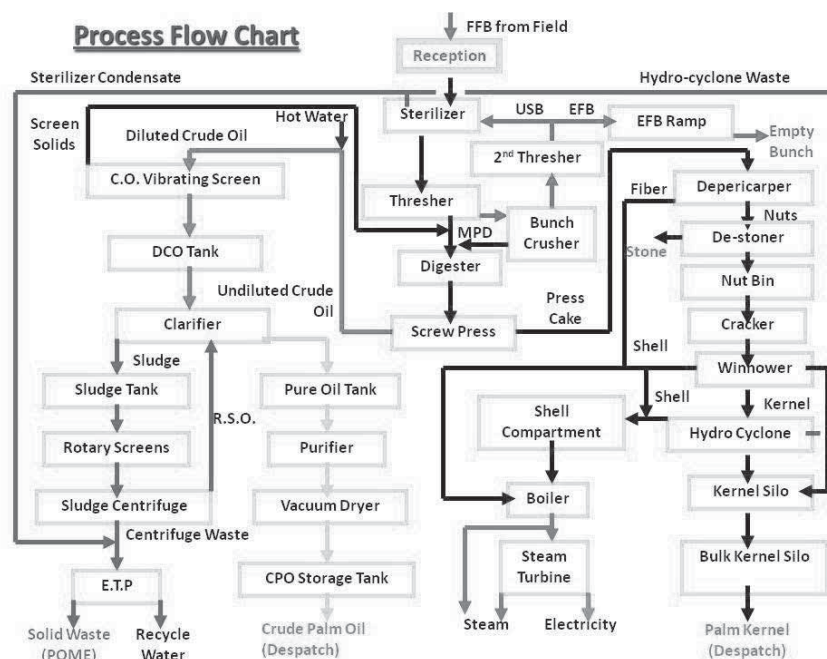 Process Flow Chart
FFB from Field
Reception
Sterilizer Condensate
Hydro-cyclone Waste
Screen
Solids
Diluted Crude Oil
Hot Water
Sterilizer
USB
EFB
EFB Ramp
Empty
Bunch
C.O. Vibrating Screen
2nd Thresher
Thresher
Fiber
Depericarper
Nuts
Bunch
Crusher
MPD
DCO Tank
Digester
Stone
De-stoner
Nut Bin
Undiluted Crude
Oil
Press
Cake
Clarifier
Screw Press
Cracker
Sludge
Shell
Winnower
Sludge Tank
Pure Oil Tank
Shell
Kernel
R.S.O.
Shell
Compartment
Hydro Cyclone
Rotary Screens
Purifier
Sludge Centrifuge
Vacuum Dryer
Boiler
Kernel Silo
Centrifuge Waste
E.T.P
CPO Storage Tank
Steam
Turbine
Bulk Kernel Silo
Solid Waste
(POME)
Recycle
Water
Crude Palm Oil
(Despatch)
Steam
Electricity
Palm Kernel
(Despatch)